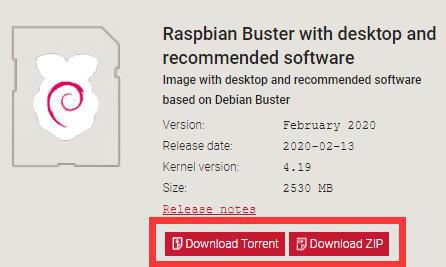 Raspbian Buster with desktop and
recommended software
Image with desktop and recommended software
based on Debian Buster
Version: February 2020
Release date: 2020-02-13
Kernel version: 4.19
Size: 2530 MB
Release notes
Download Torrent Download ZIP